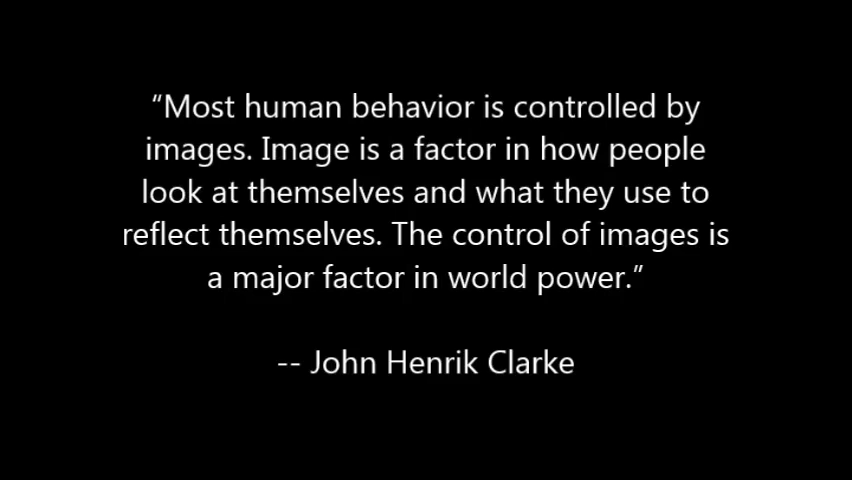 “Most human behavior is controlled by
images. Image is a factor in how people
look at themselves and what they use to
reflect themselves. The control of images is
a major factor in world power.”
-- John Henrik Clarke